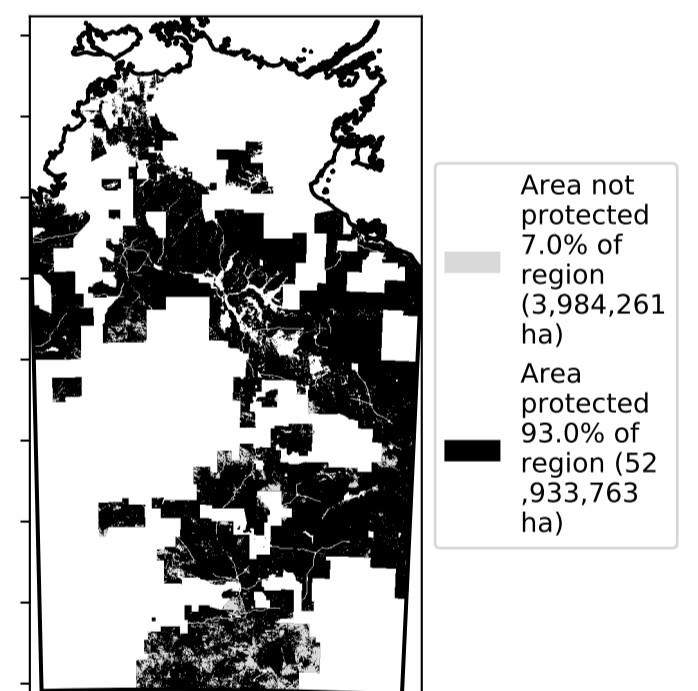 Area not
protected
7.0% of
region
(3,984,261
ha)
Area
protected
93.0% of
region (52
,933,763
ha)